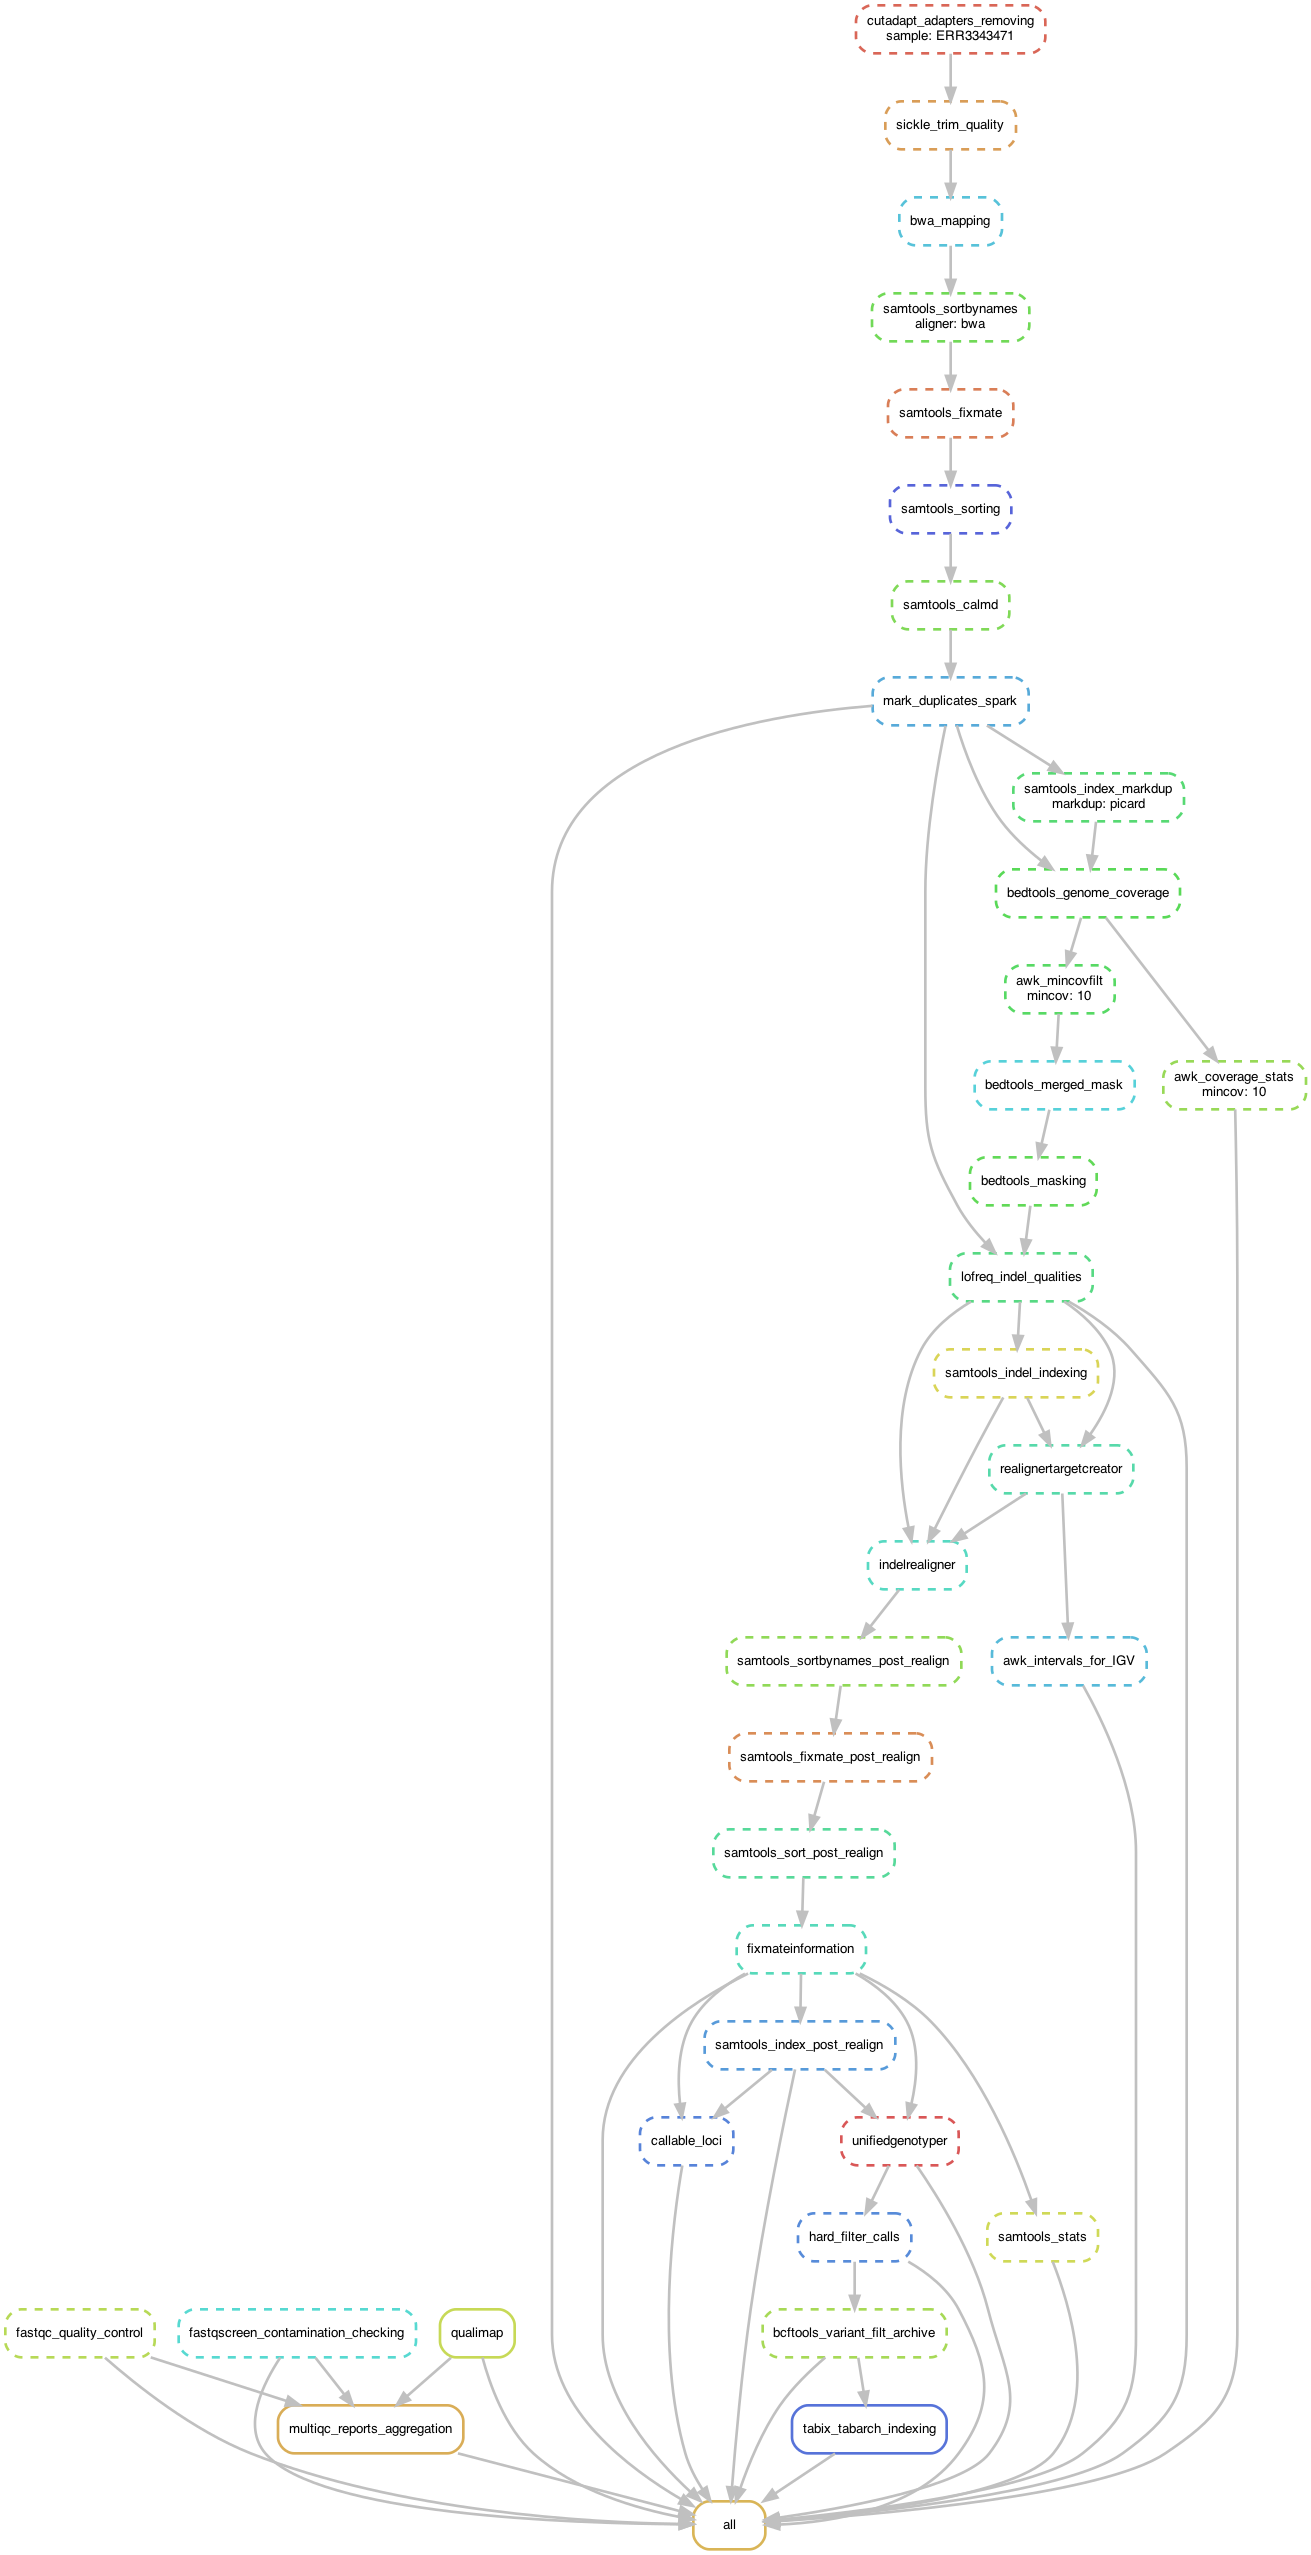 cutadapt_adapters_removing
sample: ERR3343471
sickle_trim_quality
bwa_mapping
samtools_sortbynames
aligner: bwa
samtools_fixmate
samtools_sorting
samtools_calmd
mark_duplicates_spark
samtools_index_markdup
markdup: picard
bedtools_genome_coverage
awk_mincovfilt
mincov: 10
bedtools_merged_mask
awk_coverage_stats
mincov: 10
bedtools_masking
lofreq_indel_qualities
samtools_indel_indexing
realignertargetcreator
indelrealigner
samtools_sortbynames_post_realign
awk_intervals_for_IGV
samtools_fixmate_post_realign
samtools_sort_post_realign
fixmateinformation
samtools_index_post_realign
callable_loci
unifiedgenotyper
hard_filter_calls
samtools_stats
fastqc_quality_control
fastqscreen_contamination_checking
qualimap
bcftools_variant_filt_archive
multiqc_reports_aggregation
tabix_tabarch_indexing
all